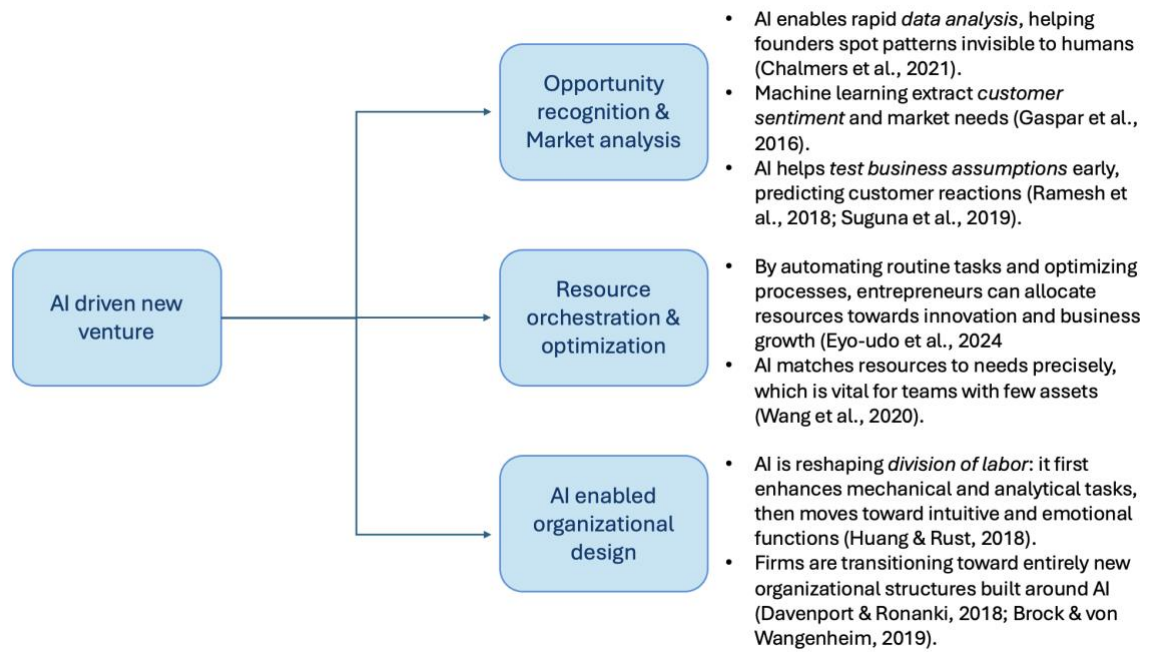 AI driven new
venture
Opportunity
recognition &
Market analysis
• AI enables rapid data analysis, helping
founders spot patterns invisible to humans
(Chalmers et al., 2021).
• Machine learning extract customer
sentiment and market needs (Gaspar et al.,
2016).
• AI helps test business assumptions early,
predicting customer reactions (Ramesh et
al., 2018; Suguna et al., 2019).
Resource
orchestration &
optimization
• By automating routine tasks and optimizing
processes, entrepreneurs can allocate
resources towards innovation and business
growth (Eyo-udo et al., 2024
• AI matches resources to needs precisely,
which is vital for teams with few assets
(Wang et al., 2020).
AI enabled
organizational
design
• AI is reshaping division of labor: it first
enhances mechanical and analytical tasks,
then moves toward intuitive and emotional
functions (Huang & Rust, 2018).
• Firms are transitioning toward entirely new
organizational structures built around AI
(Davenport & Ronanki, 2018; Brock & von
Wangenheim, 2019).